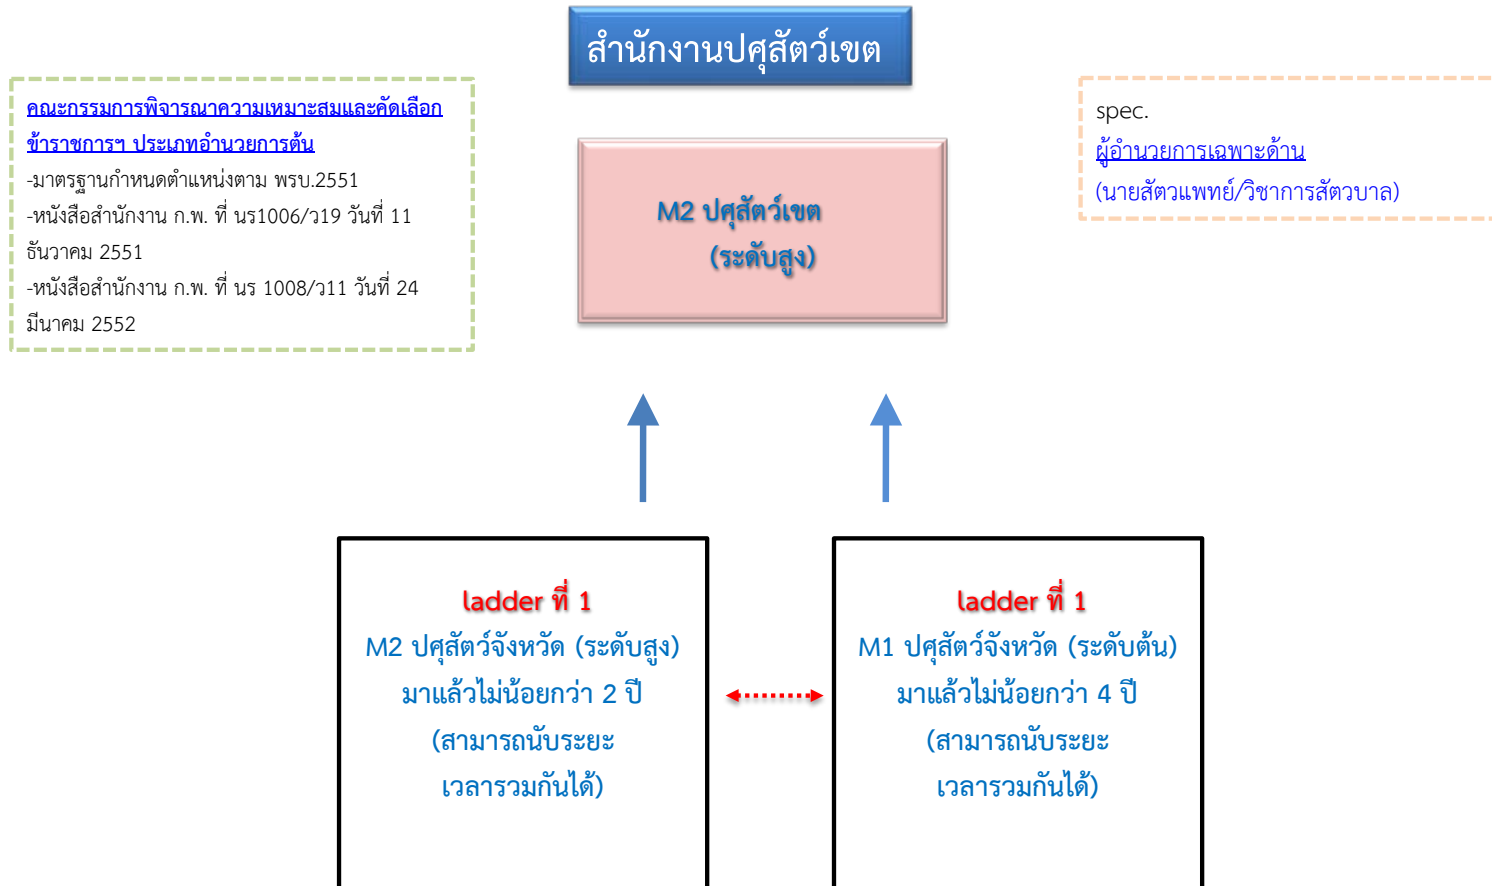 สำนักงานปศุสัตว์เขต
คณะกรรมการพิจารณาความเหมาะสมและคัดเลือก
ข้าราชการฯ ประเภทอำนวยการต้น
-มาตรฐานกำหนดตำแหน่งตาม พรบ.2551
-หนังสือสำนักงาน ก.พ. ที่ นร1006/ว19 วันที่ 11
ธันวาคม 2551
-หนังสือสำนักงาน ก.พ. ที่ นร 1008/ว11 วันที่ 24
มีนาคม 2552
M2 ปศุสัตว์เขต
(ระดับสูง)
spec.
ผู้อำนวยการเฉพาะด้าน
(นายสัตวแพทย์/วิชาการสัตวบาล)
ladder ที่ 1
M2 ปศุสัตว์จังหวัด (ระดับสูง)
มาแล้วไม่น้อยกว่า 2 ปี
(สามารถนับระยะ
เวลารวมกันได้)
ladder ที่ 1
M1 ปศุสัตว์จังหวัด (ระดับต้น)
มาแล้วไม่น้อยกว่า 4 ปี
(สามารถนับระยะ
เวลารวมกันได้)